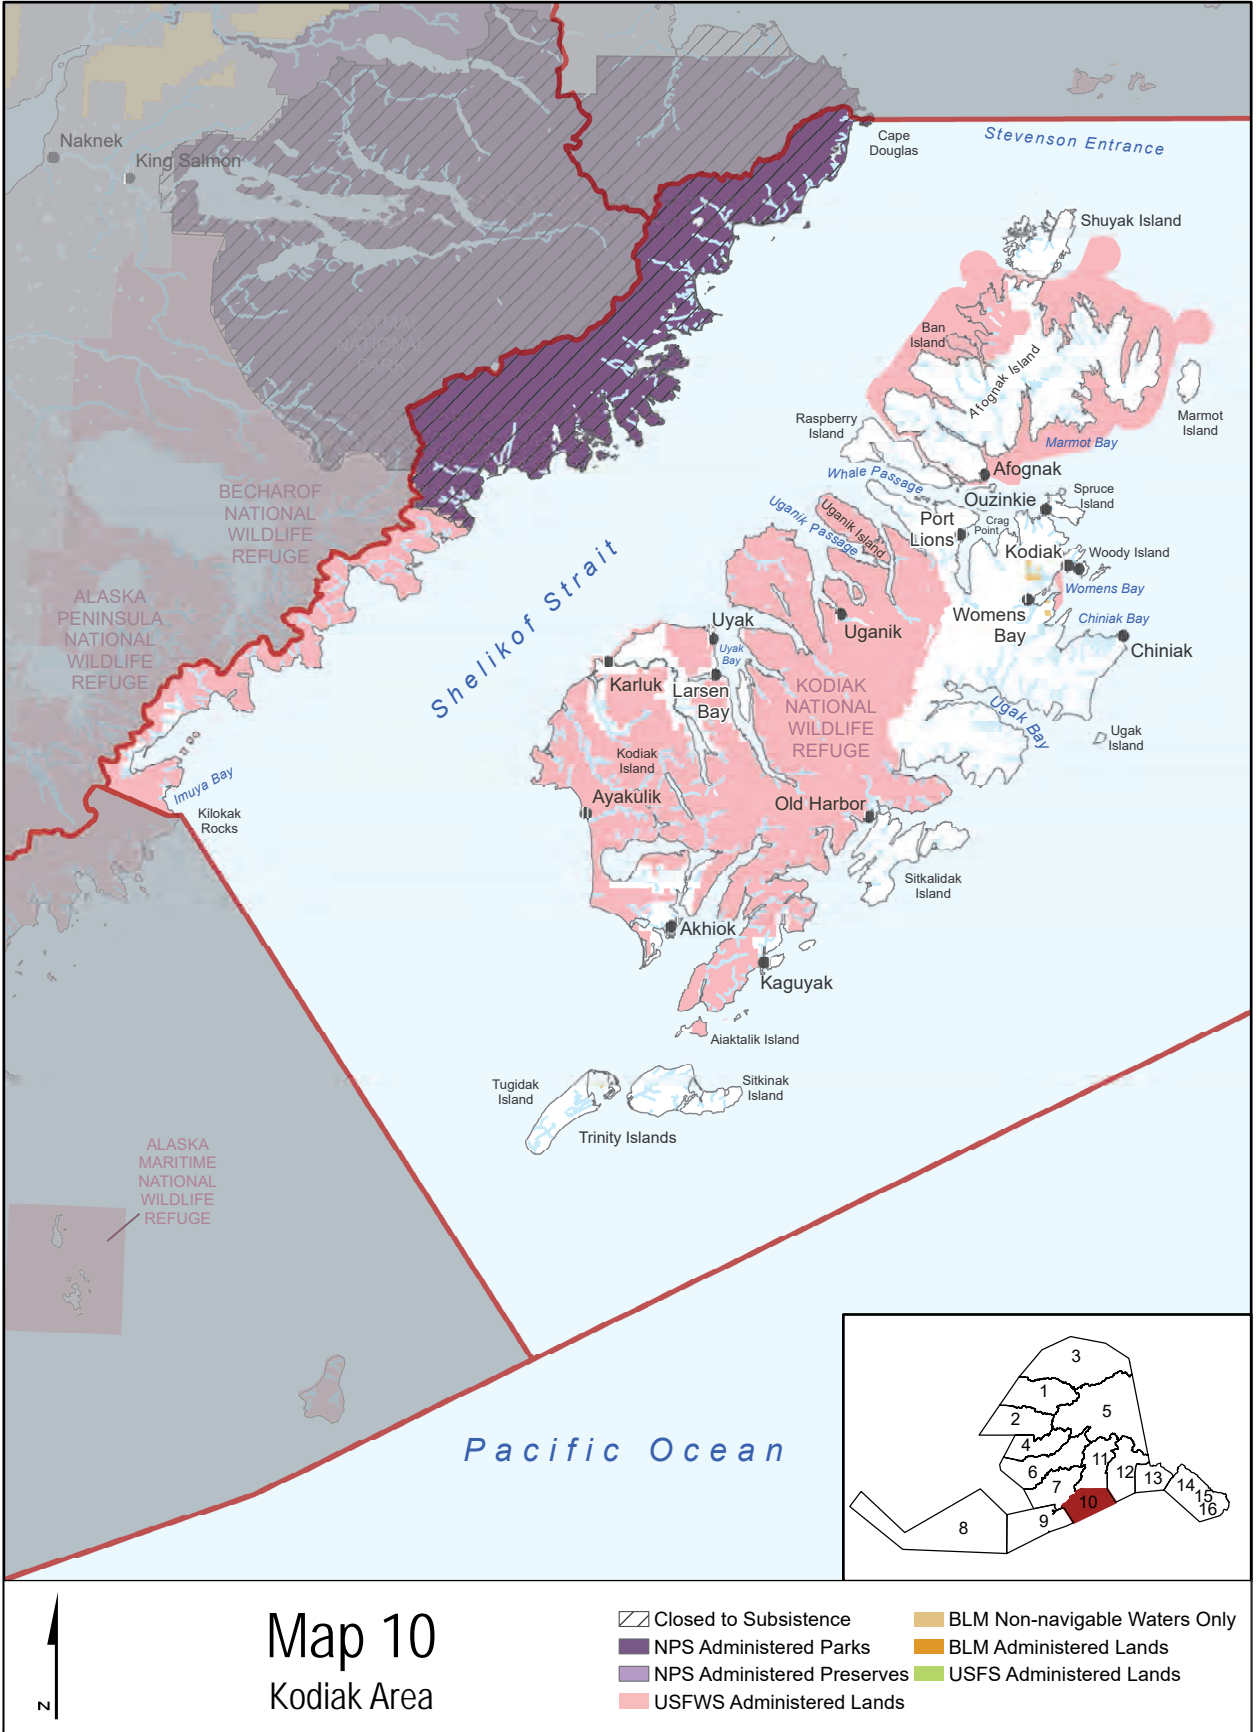 Naknek
King Salmon
Cape
Douglas
Stevenson Entrance
Shuyak Island
NATIONAL
Ban
Island
Afognak Island
Marmot
Island
Raspberry
Island
Marmot Bay
Afognak
Whale Passage
Ouzinkie
Spruce
Island
Uganik Passage
Uganik Island
Port
Lions
Crag
Point
Kodiak
Woody Island
Womens Bay
Womens
Bay
Chiniak Bay
Chiniak
BECHAROF
NATIONAL
WILDLIFE
REFUGE
ALASKA
PENINSULA
NATIONAL
WILDLIFE
REFUGE
Shelikof Strait
Uyak
Uyak
Bay
Uganik
Karluk
Larsen
Bay
KODIAK
NATIONAL
WILDLIFE
REFUGE
Ugak Bay
Ugak
Island
Kodiak
Island
Imuya Bay
Kilokak
Rocks
Ayakulik
Old Harbor
Sitkalidak
Island
Akhiok
Kaguyak
Aiaktalik Island
Tugidak
Island
Sitkinak
Island
Trinity Islands
ALASKA
MARITIME
NATIONAL
WILDLIFE
REFUGE
Pacific Ocean
3
1
2
5
4
6
7
11
12
13
14
15
16
10
9
8
N
Map 10
Kodiak Area
Closed to Subsistence
NPS Administered Parks
NPS Administered Preserves
USFWS Administered Lands
BLM Non-navigable Waters Only
BLM Administered Lands
USFS Administered Lands